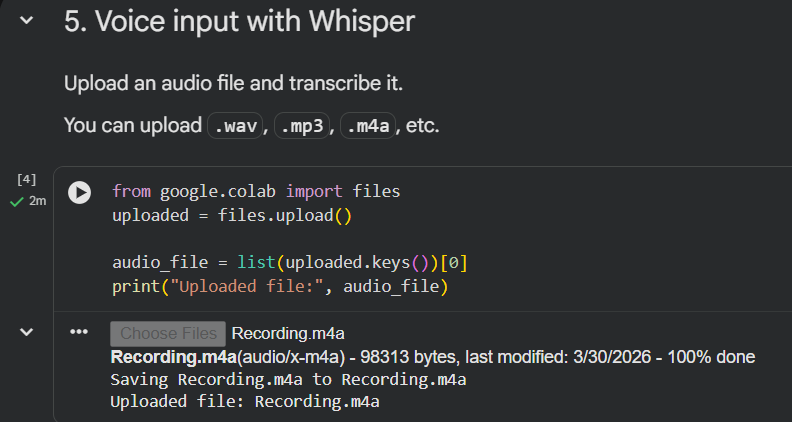 5. Voice input with Whisper
Upload an audio file and transcribe it.
You can upload .wav, .mp3, .m4a, etc.
[4]
2m
from google.colab import files
uploaded = files.upload()
audio_file = list(uploaded.keys())[0]
print("Uploaded file:", audio_file)
Choose Files Recording.m4a
Recording.m4a(audio/x-m4a) - 98313 bytes, last modified: 3/30/2026 - 100% done
Saving Recording.m4a to Recording.m4a
Uploaded file: Recording.m4a